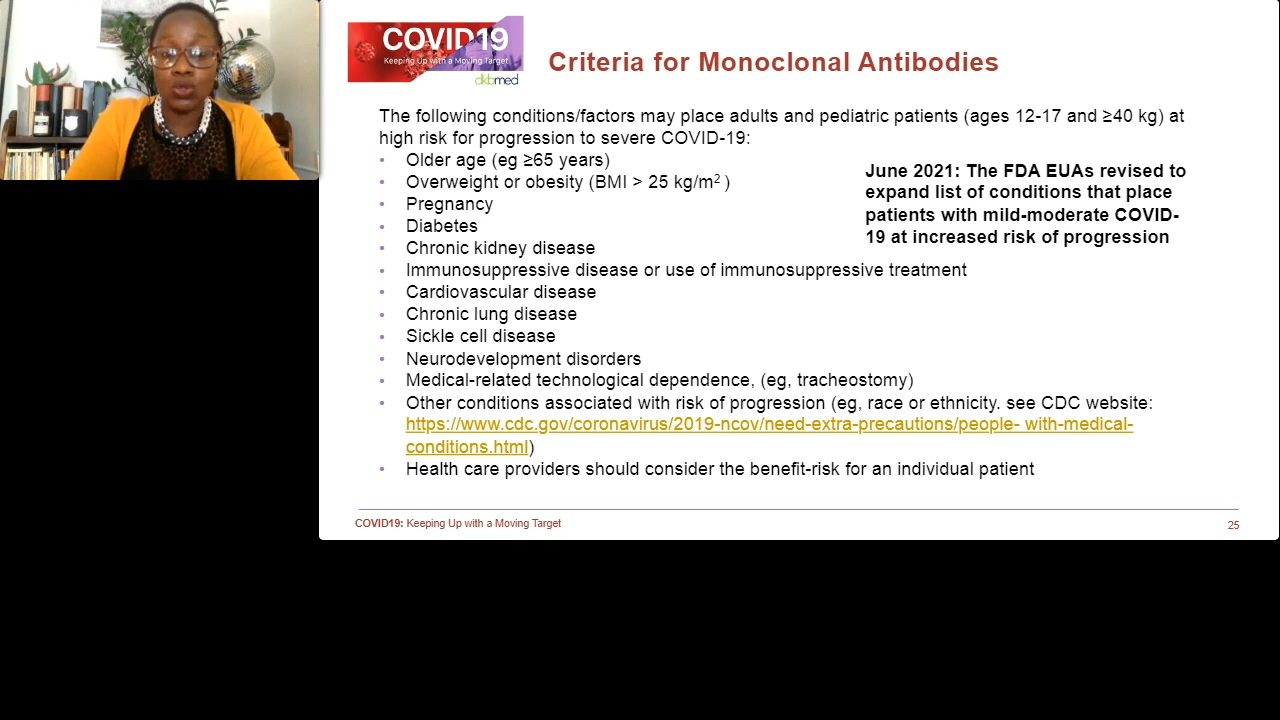 COVID19
Keeping Up with a Moving Target
dkbmed
Criteria for Monoclonal Antibodies
The following conditions/factors may place adults and pediatric patients (ages 12-17 and ≥40 kg) at
high risk for progression to severe COVID-19:
• Older age (eg ≥65 years)
• Overweight or obesity (BMI > 25 kg/m² )
• Pregnancy
• Diabetes
• Chronic kidney disease
• Immunosuppressive disease or use of immunosuppressive treatment
• Cardiovascular disease
• Chronic lung disease
• Sickle cell disease
• Neurodevelopment disorders
• Medical-related technological dependence, (eg, tracheostomy)
• Other conditions associated with risk of progression (eg, race or ethnicity. see CDC website:
https://www.cdc.gov/coronavirus/2019-ncov/need-extra-precautions/people- with-medical-
conditions.html)
• Health care providers should consider the benefit-risk for an individual patient
June 2021: The FDA EUAs revised to
expand list of conditions that place
patients with mild-moderate COVID-
19 at increased risk of progression
COVID19: Keeping Up with a Moving Target
25